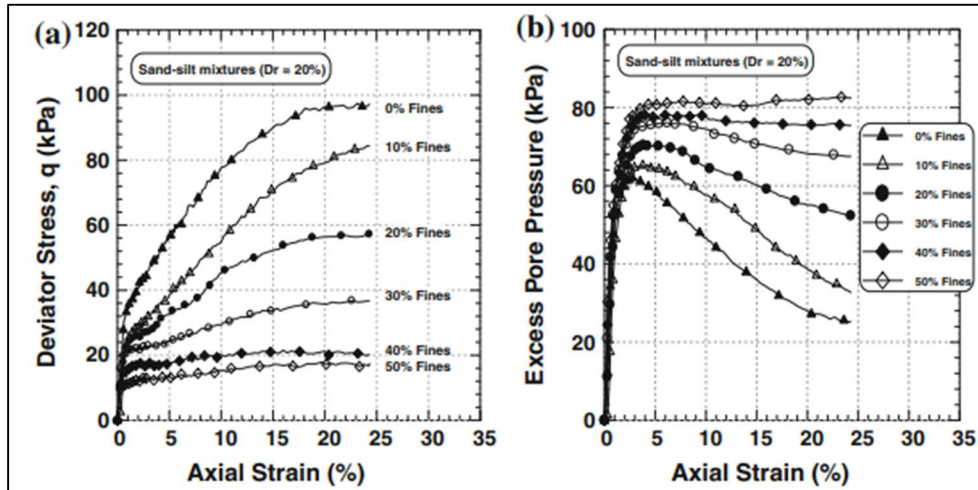 (a)
120
100
80
60
40
20
0
Deviator Stress, q (kPa)
Sand-silt mixtures (Dr = 20%)
0% Fines
10% Fines
20% Fines
30% Fines
40% Fines
50% Fines
0 5 10 15 20 25 30 35
Axial Strain (%)
(b)
100
80
60
40
20
0
Excess Pore Pressure (kPa)
Sand-silt mixtures (Dr = 20%)
0% Fines
10% Fines
20% Fines
30% Fines
40% Fines
50% Fines
0 5 10 15 20 25 30 35
Axial Strain (%)